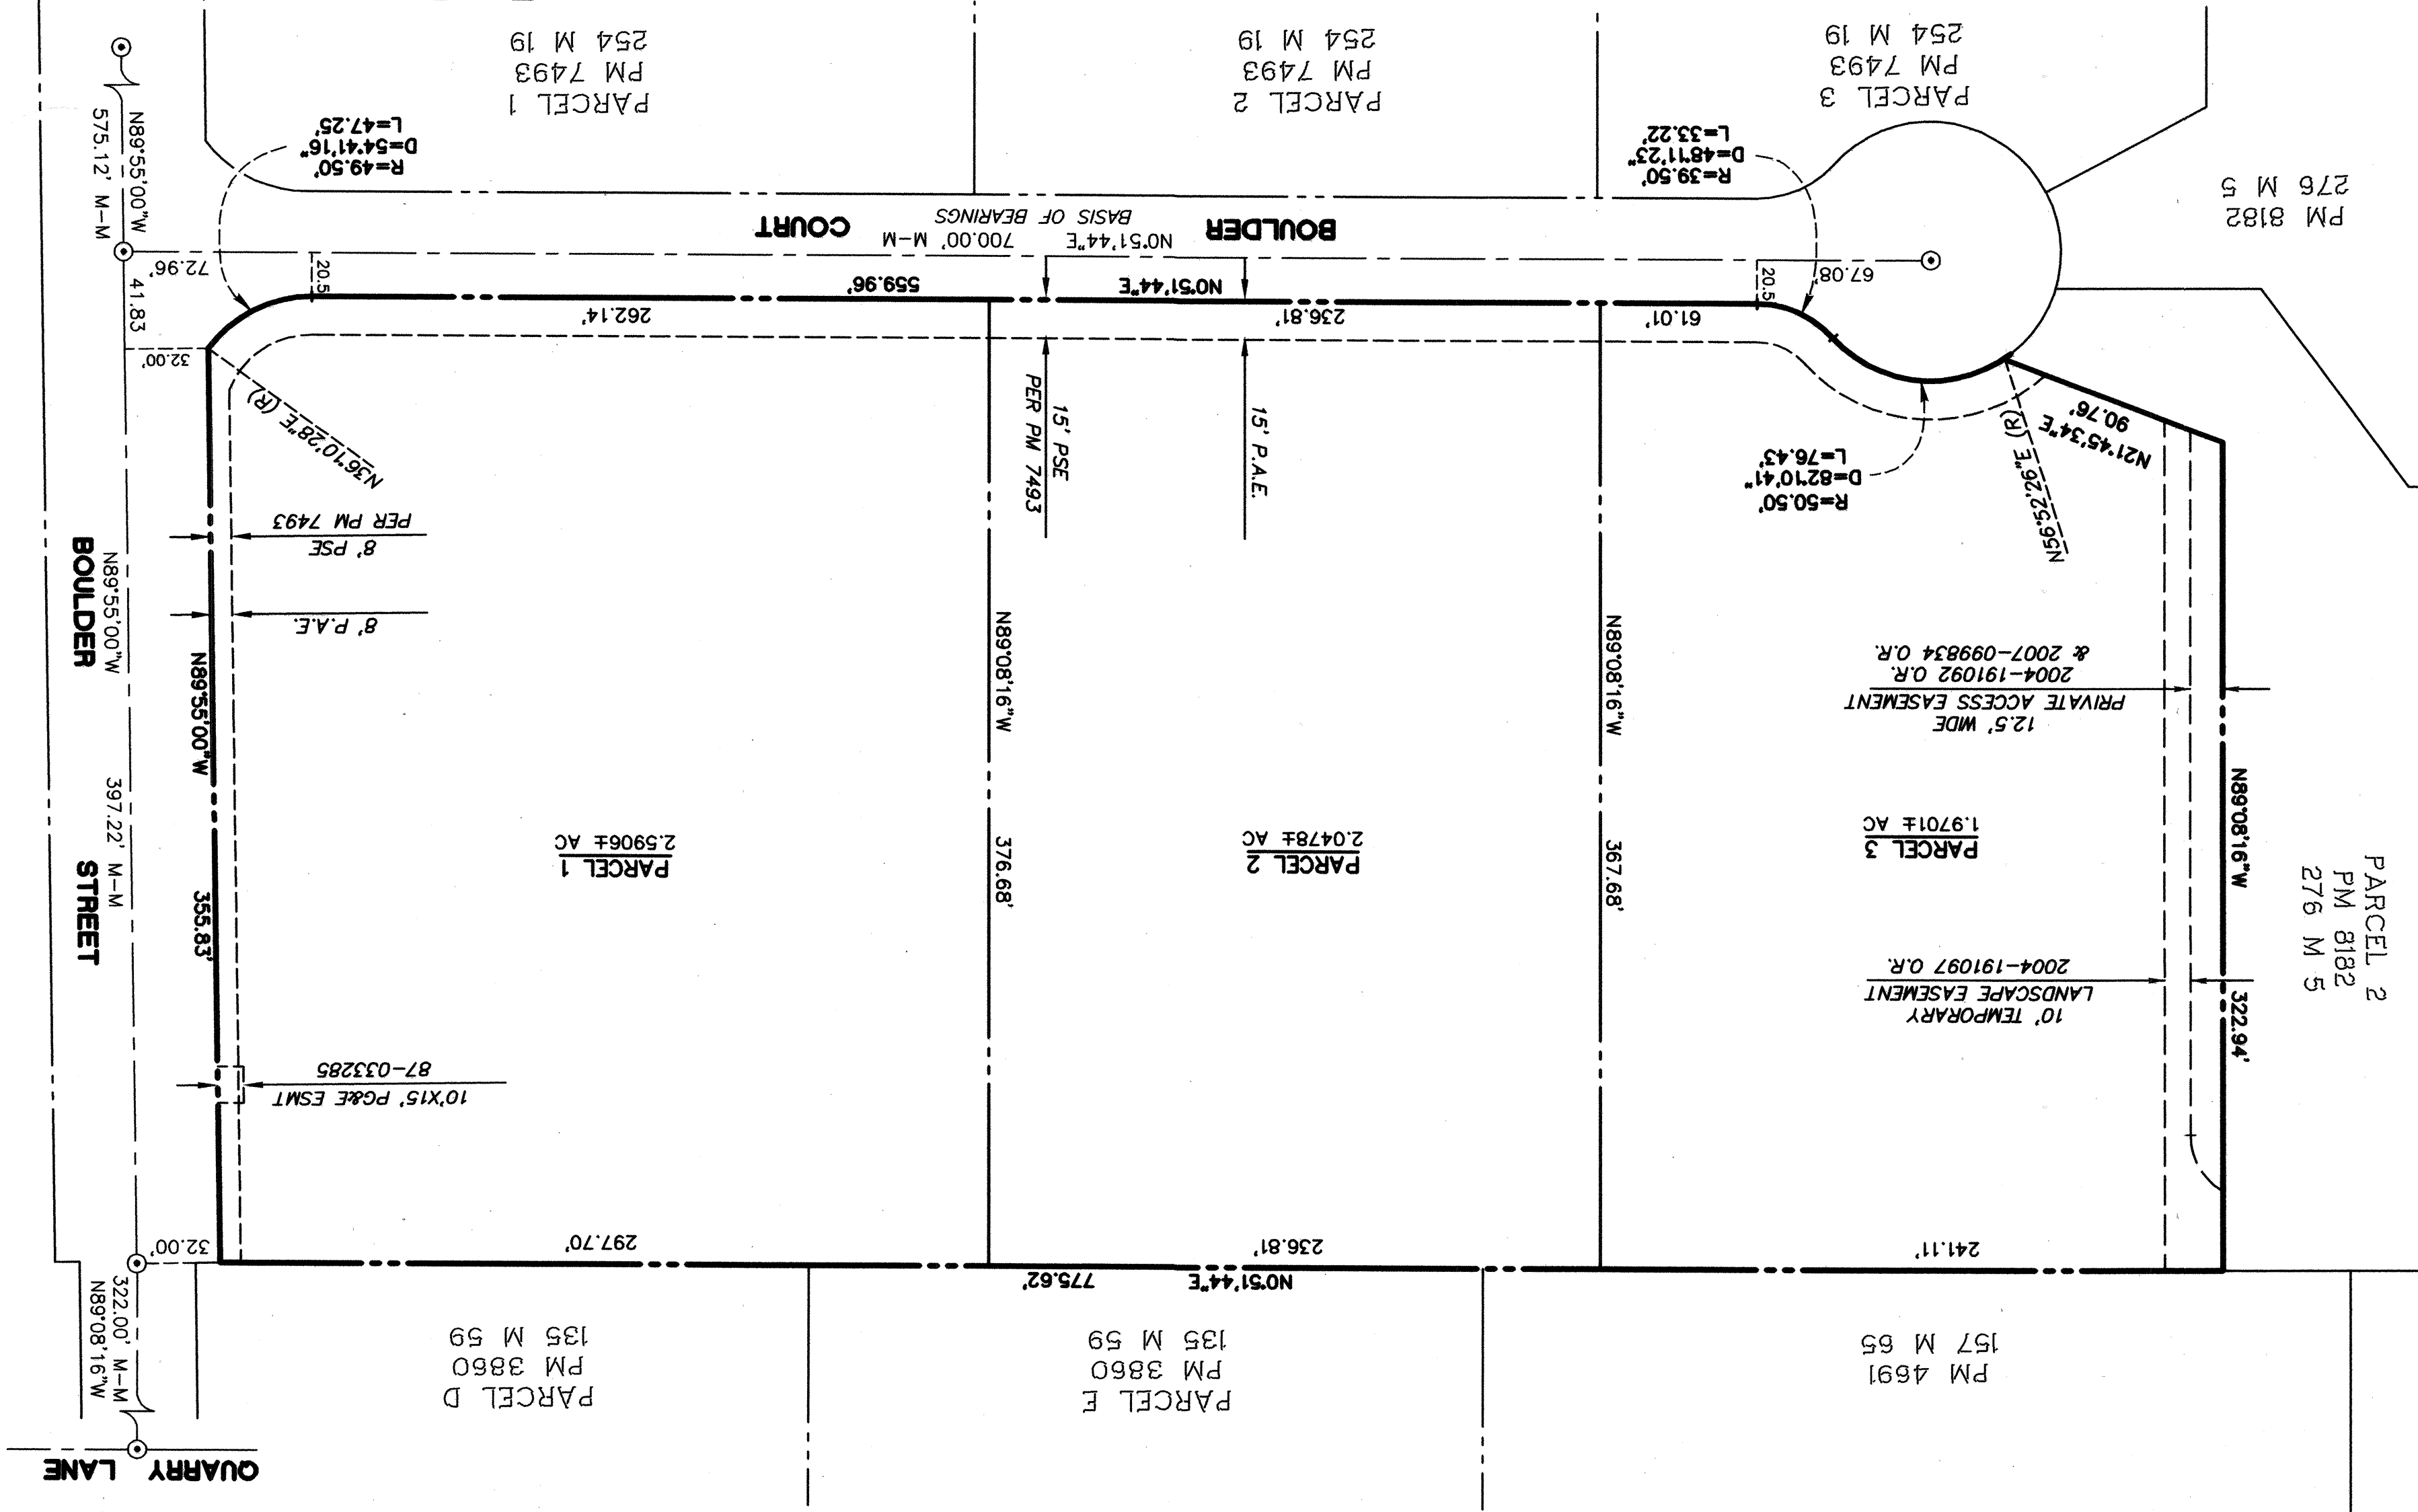 QUARRY LANE
N89°08'16"W
322.00' M-M
PM 4691
157 M 65
PARCEL E
PM 3860
135 M 59
PARCEL D
PM 3860
135 M 59
N0°51'44"E
775.62'
241.11'
236.81'
297.70'
32.00'
10' TEMPORARY
LANDSCAPE EASEMENT
2004-191097 O.R.
10'X15' PG&E ESMT
87-033285
PARCEL 2
PM 8182
276 M 5
N89°08'16"W
322.94'
PARCEL 3
1.9701± AC
PARCEL 2
2.0478± AC
PARCEL 1
2.5906± AC
N89°08'16"W
367.68'
N89°08'16"W
376.68'
N89°55'00"W
355.83'
BOULDER
STREET
N89°55'00"W
397.22' M-M
12.5' WIDE
PRIVATE ACCESS EASEMENT
2004-191092 O.R.
& 2007-099834 O.R.
8' P.A.E.
8' PSE
PER PM 7493
N56°52'26"E (R)
R=50.50'
D=82°10'41"
L=76.43'
15' P.A.E.
15' PSE
PER PM 7493
N36°10'28"E (R)
N21°45'34"E
90.76'
32.00'
61.01'
236.81'
262.14'
N0°51'44"E
559.96'
67.08'
20.5
20.5
72.96'
41.83
BOULDER
COURT
N0°51'44"E
700.00' M-M
BASIS OF BEARINGS
PM 8182
276 M 5
R=39.50'
D=48°11'23"
L=33.22'
R=49.50'
D=54°41'16"
L=47.25'
N89°55'00"W
575.12' M-M
PARCEL 3
PM 7493
254 M 19
PARCEL 2
PM 7493
254 M 19
PARCEL 1
PM 7493
254 M 19